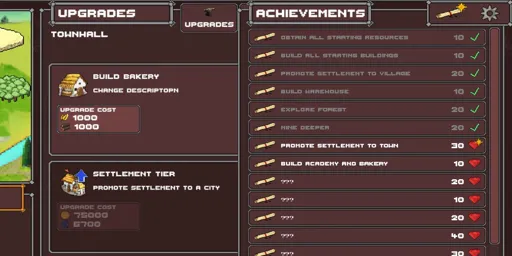 UPGRADES
UPGRADES
TOWNHALL
BUILD BAKERY
CHANGE DESCRIPTOPN
UPGRADE COST
1000
1000
SETTLEMENT TIER
PROMOTE SETTLEMENT TO A CITY
UPGRADE COST
75000
5700
ACHIEVEMENTS
OBTAIN ALL STARTING RESOURCES 10
BUILD ALL STARTING BUILDINGS 10
PROMOTE SETTLEMENT TO VILLAGE 20
BUILD WAREHOUSE 10
EXPLORE FOREST 20
MINE DEEPER 20
PROMOTE SETTLEMENT TO TOWN 30
BUILD ACADEMY AND BAKERY 10
??? 20
??? 10
??? 20
??? 40
??? 30